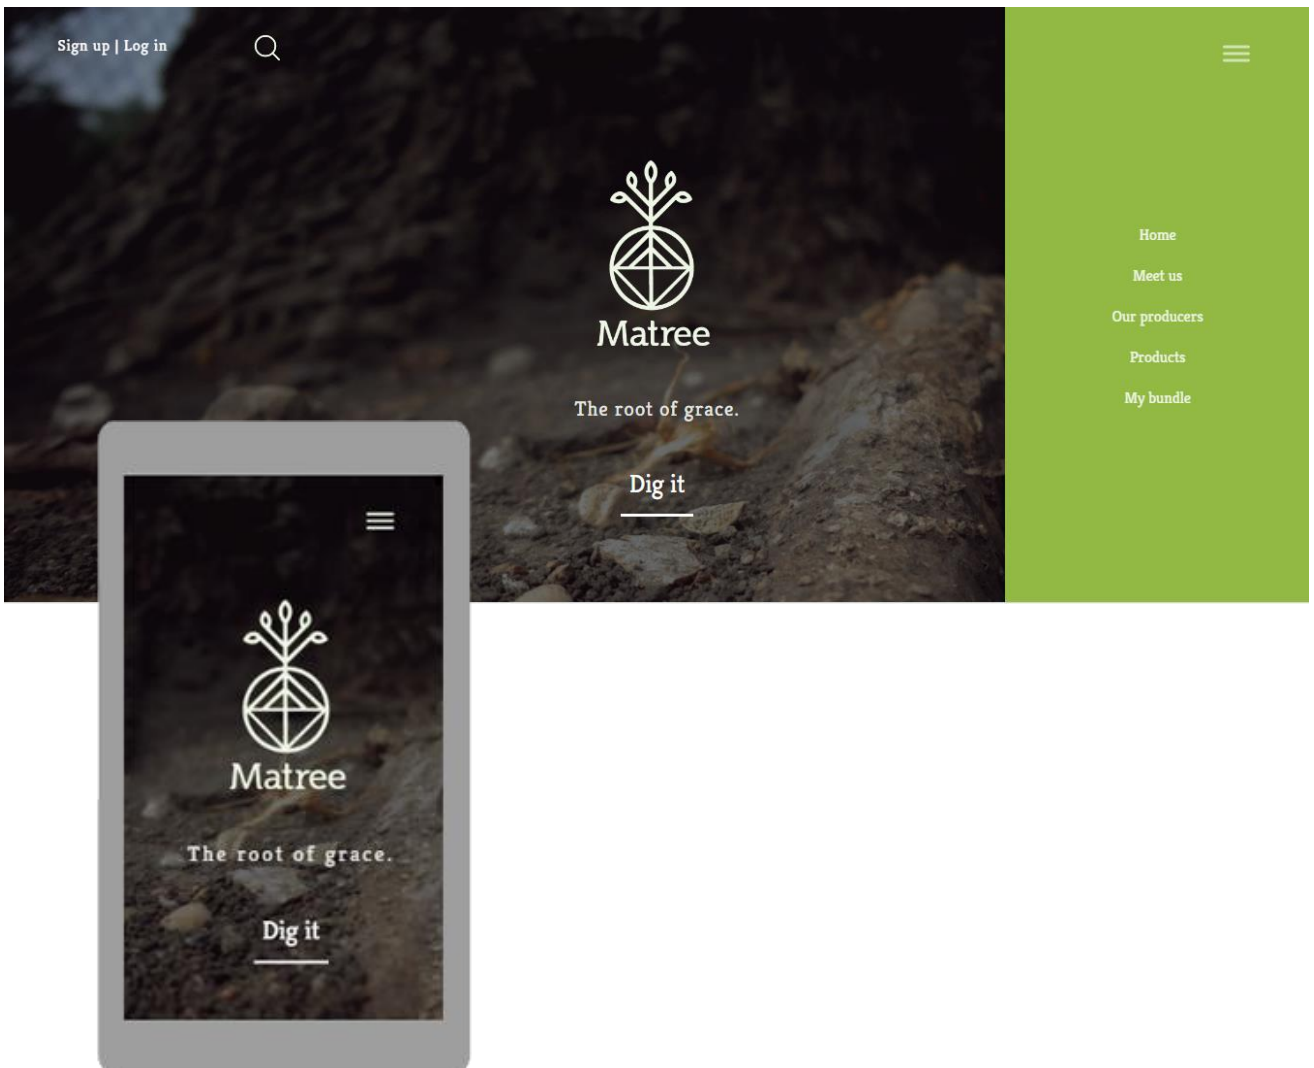 Sign up | Log in
Matree
The root of grace.
Dig it
Home
Meet us
Our producers
Products
My bundle
Matree
The root of grace.
Dig it